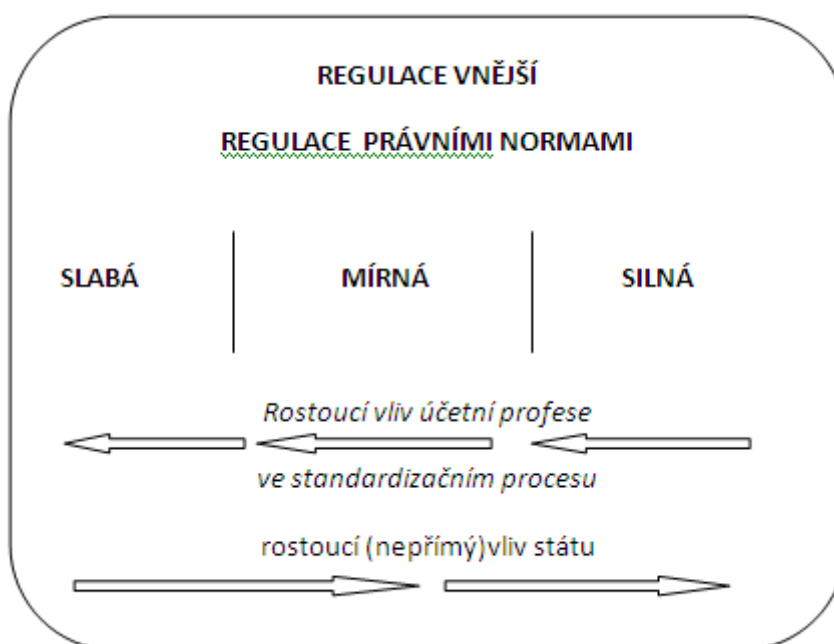 REGULACE VNĚJŠÍ
REGULACE PRÁVNÍMI NORMAMI
SLABÁ MÍRNÁ SILNÁ
Rostoucí vliv účetní profese
ve standardizačním procesu
rostoucí (nepřímý)vliv státu